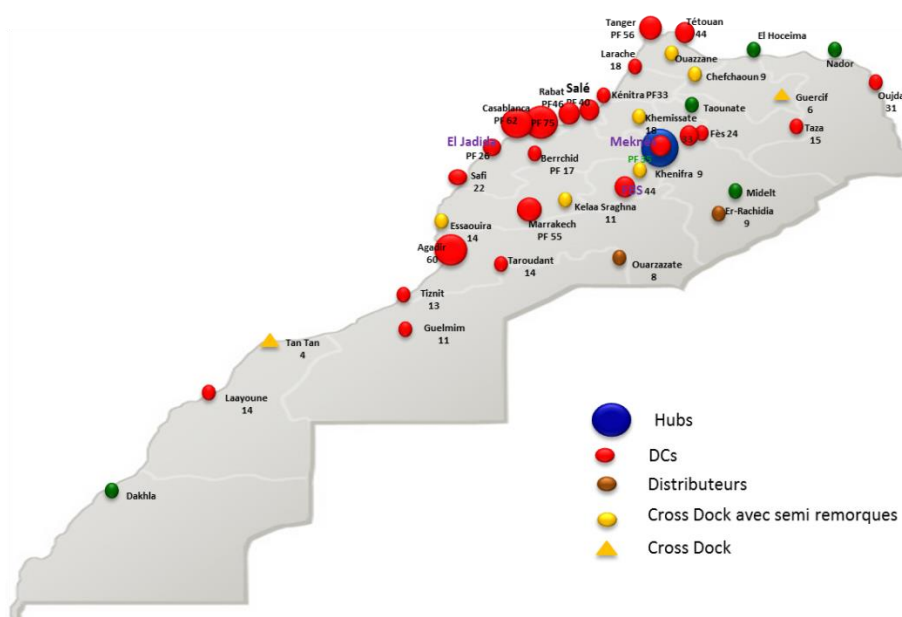 Tanger
PF 56
Tétouan
44
El Hoceima
Nador
Ouazzane
Larache
18
Chefchaoun 9
Salé
Rabat
PF46
PF 40
Kénitra PF33
Guercif
6
Oujda
31
Casablanca
PF 62
PF 75
Taounate
Khemissate
18
Fès 24
Taza
15
El Jadida
PF 26
Berrchid
PF 17
Khenifra 9
Safi
22
44
Midelt
Kelaa Sraghna
11
Er-Rachidia
9
Essaouira
14
Marrakech
PF 55
Agadir
60
Taroudant
14
Ouarzazate
8
Tiznit
13
Guelmim
11
Tan Tan
4
Laayoune
14
Dakhla
Hubs
DCs
Distributeurs
Cross Dock avec semi remorques
Cross Dock